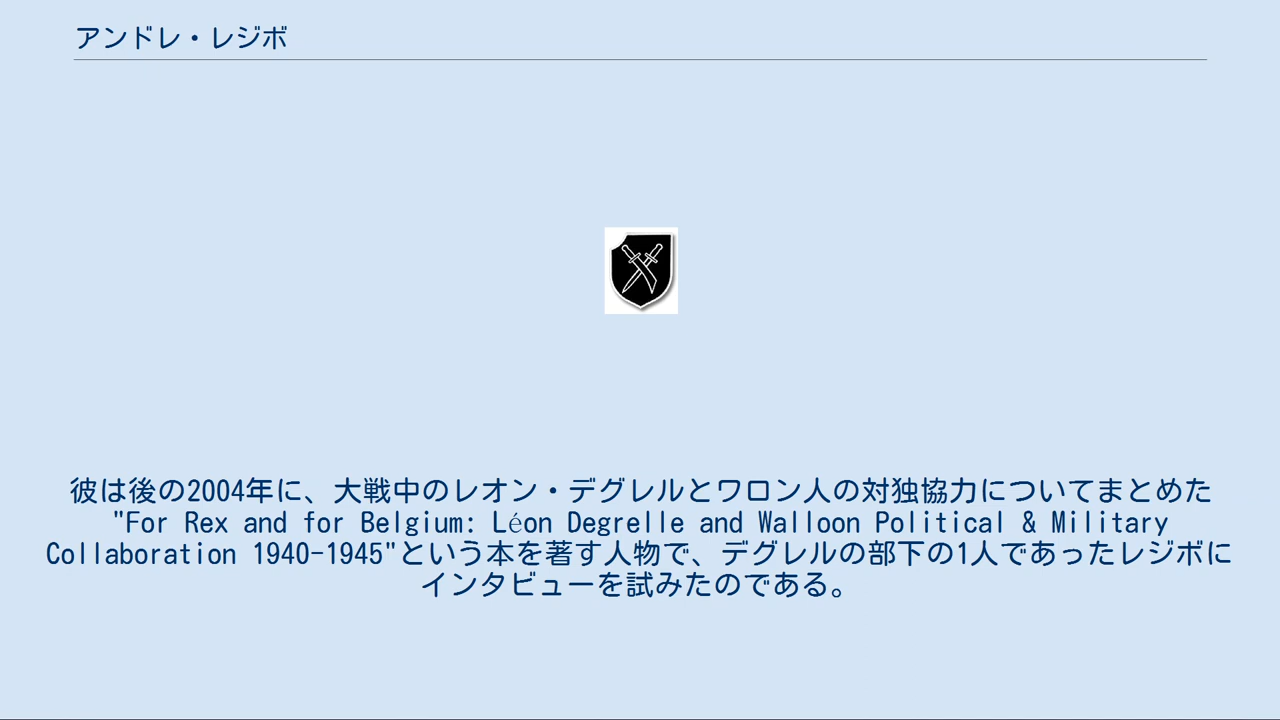 アンドレ・レジボ
彼は後の2004年に、大戦中のレオン・デグレルとワロン人の対独協力についてまとめた
"For Rex and for Belgium: Léon Degrelle and Walloon Political & Military
Collaboration 1940-1945"という本を著す人物で、デグレルの部下の1人であったレジボに
インタビューを試みたのである。